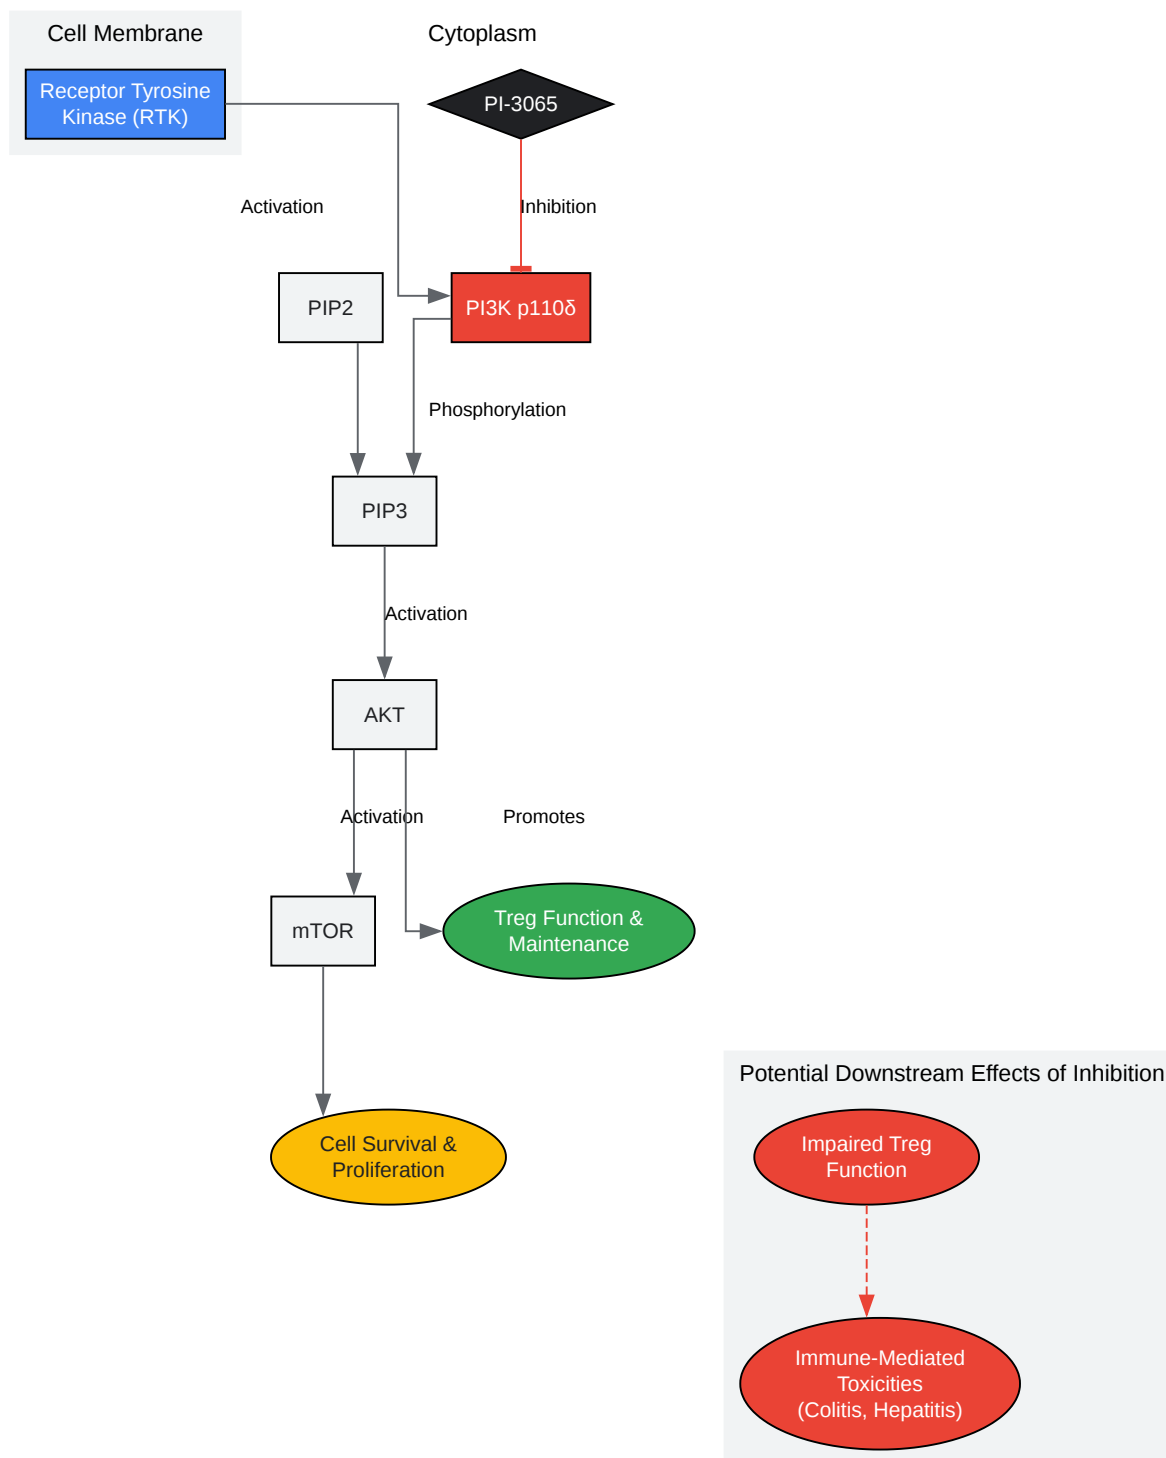 Cell Membrane
Cytoplasm
Receptor Tyrosine
Kinase (RTK)
PI-3065
Activation
Inhibition
PIP2
PI3K p110δ
Phosphorylation
PIP3
Activation
AKT
Activation
Promotes
mTOR
Treg Function &
Maintenance
Potential Downstream Effects of Inhibition
Cell Survival &
Proliferation
Impaired Treg
Function
Immune-Mediated
Toxicities
(Colitis, Hepatitis)